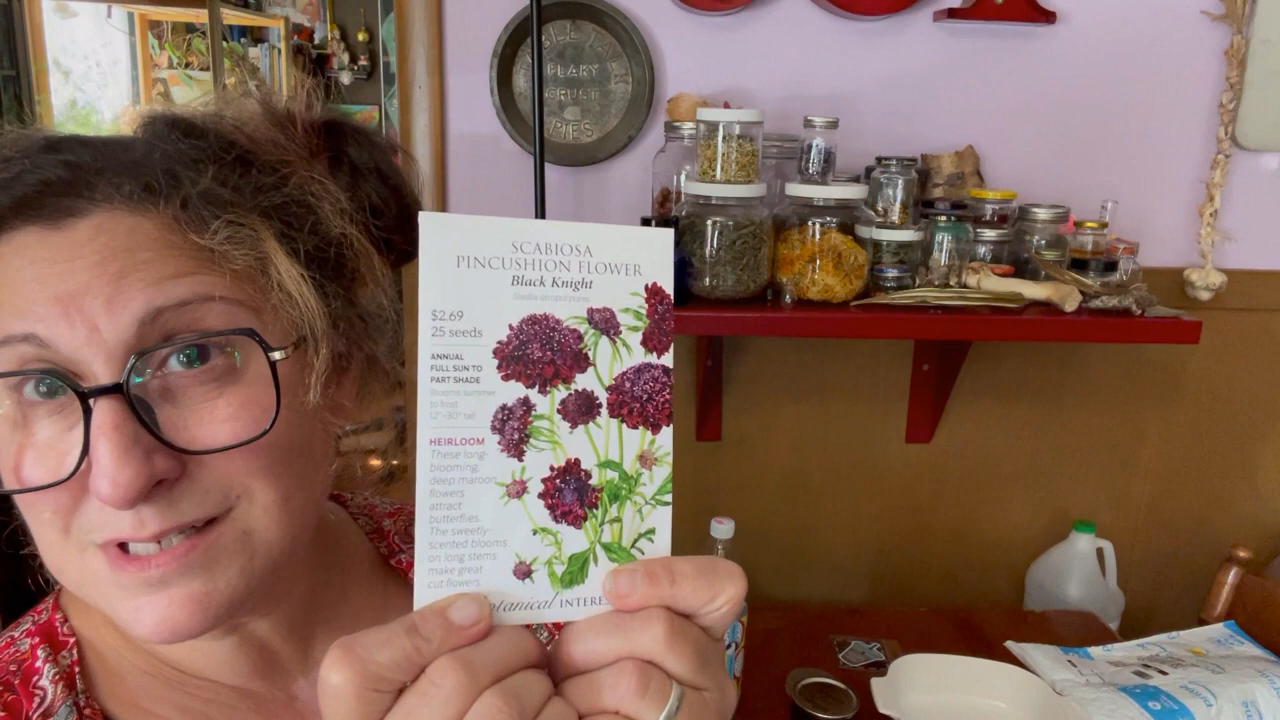 TABLE TALK
FLAKY
CRUST
PIES
SCABIOSA
PINCUSHION FLOWER
Black Knight
$2.69
25 seeds
ANNUAL
FULL SUN TO
PART SHADE
Blooms summer
to frost
12"–30" tall
HEIRLOOM
These long-
blooming,
deep maroon
flowers
attract
butterflies.
The sweetly-
scented blooms
on long stems
make great
cut flowers.